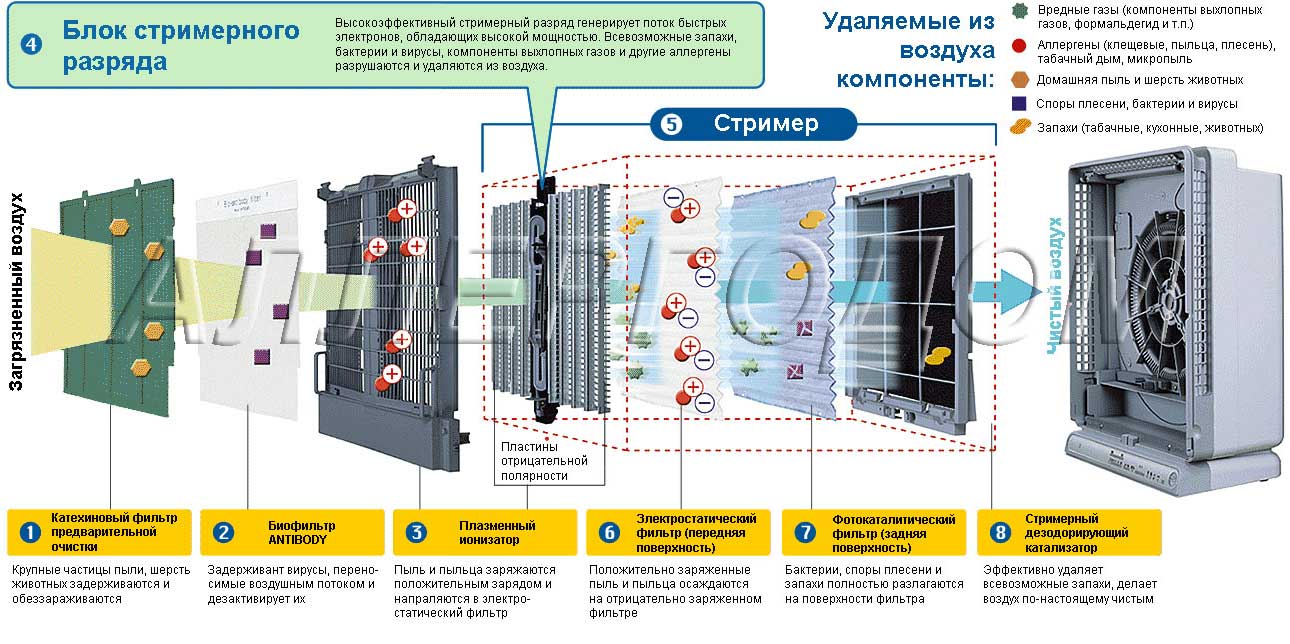 4
Блок стримерного
разряда
Высокоэффективный стримерный разряд генерирует поток быстрых
электронов, обладающих высокой мощностью. Всевозможные запахи,
бактерии и вирусы, компоненты выхлопных газов и другие аллергены
разрушаются и удаляются из воздуха.
Удаляемые из
воздуха
компоненты:
Вредные газы (компоненты выхлопных
газов, формальдегид и т.п.)
Аллергены (клещевые, пыльца, плесень),
табачный дым, микропыль
Домашняя пыль и шерсть животных
Споры плесени, бактерии и вирусы
Запахи (табачные, кухонные, животных)
5 Стример
Загрязненный воздух
АЛЛЕРГОДОМ
Чистый воздух
Пластины
отрицательной
полярности
1
Катехиновый фильтр
предварительной
очистки
Крупные частицы пыли, шерсть
животных задерживаются и
обеззараживаются
2
Биофильтр
ANTIBODY
Задерживант вирусы, перено-
симые воздушным потоком и
дезактивирует их
3
Плазменный
ионизатор
Пыль и пыльца заряжаются
положительным зарядом и
напраляются в электро-
статический фильтр
6
Электростатический
фильтр (передняя
поверхность)
Положительно заряженные
пыль и пыльца осаждаются
на отрицательно заряженном
фильтре
7
Фотокаталитический
фильтр (задняя
поверхность)
Бактерии, споры плесени и
запахи полностью разлагаются
на поверхности фильтра
8
Стримерный
дезодорирующий
катализатор
Эффективно удаляет
всевозможные запахи, делает
воздух по-настоящему чистым